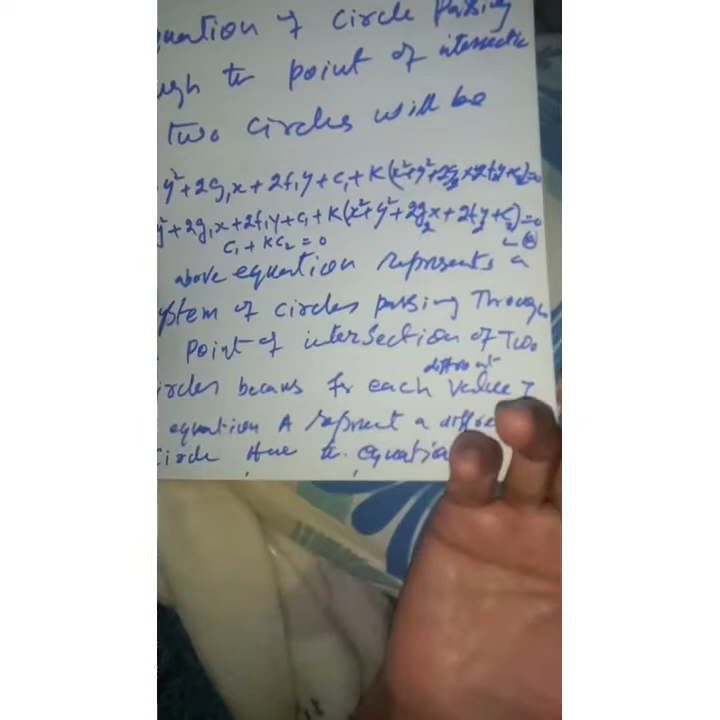 quation of circle passing
ugh the point of intersectio
two circles will be
y²+2g₁x+2f₁y+c₁+K(x²+y²+2g₂x+2f₂y+c₂)=0
y²+2g₁x+2f₁y+c₁+K(x²+y²+2g₂x+2f₂y+c₂)=0
c₁+Kc₂=0
above equation represents a
ystem of circles passing Through
point of intersection of Two
different
ircles becaus for each value
equation A represent a differe
circle the equation